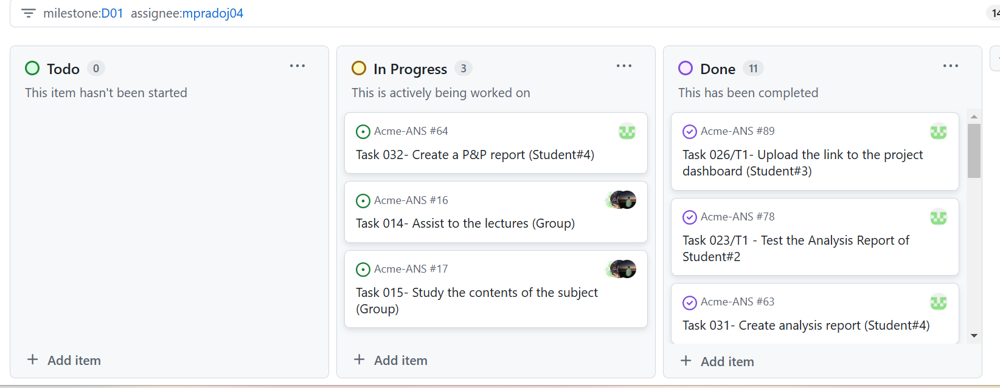 milestone:D01 assignee:mpradoj04
14
Todo 0
This item hasn't been started
Add item
In Progress 3
This is actively being worked on
Acme-ANS #64
Task 032- Create a P&P report (Student#4)
Acme-ANS #16
Task 014- Assist to the lectures (Group)
Acme-ANS #17
Task 015- Study the contents of the subject
(Group)
Add item
Done 11
This has been completed
Acme-ANS #89
Task 026/T1- Upload the link to the project
dashboard (Student#3)
Acme-ANS #78
Task 023/T1 - Test the Analysis Report of
Student#2
Acme-ANS #63
Task 031- Create analysis report (Student#4)
Add item